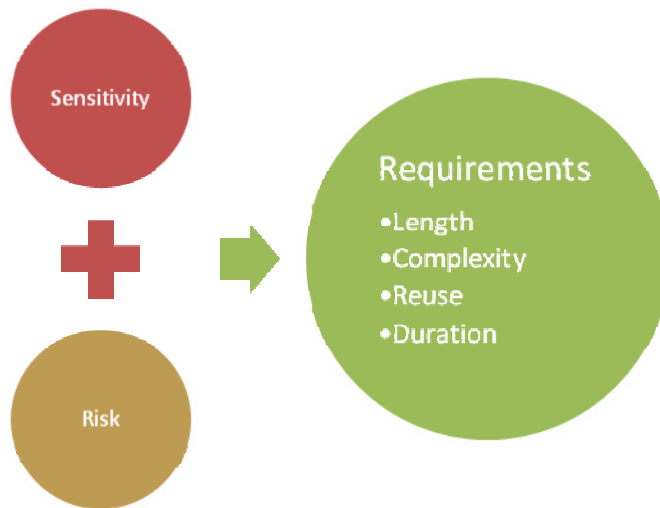 Sensitivity
Risk
Requirements
•Length
•Complexity
•Reuse
•Duration